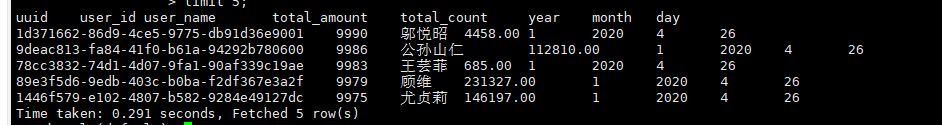 > limit 5;
uuid user_id user_name total_amount total_count year month day
1d371662-86d9-4ce5-9775-db91d36e9001 9990 邬悦昭 4458.00 1 2020 4 26
9deac813-fa84-41f0-b61a-94292b780600 9986 公孙山仁 112810.00 1 2020 4 26
78cc3832-74d1-4d07-9fa1-90af339c19ae 9983 王芸菲 685.00 1 2020 4 26
89e3f5d6-9edb-403c-b0ba-f2df367e3a2f 9979 顾维 231327.00 1 2020 4 26
1446f579-e102-4807-b582-9284e49127dc 9975 尤贞莉 146197.00 1 2020 4 26
Time taken: 0.291 seconds, Fetched 5 row(s)